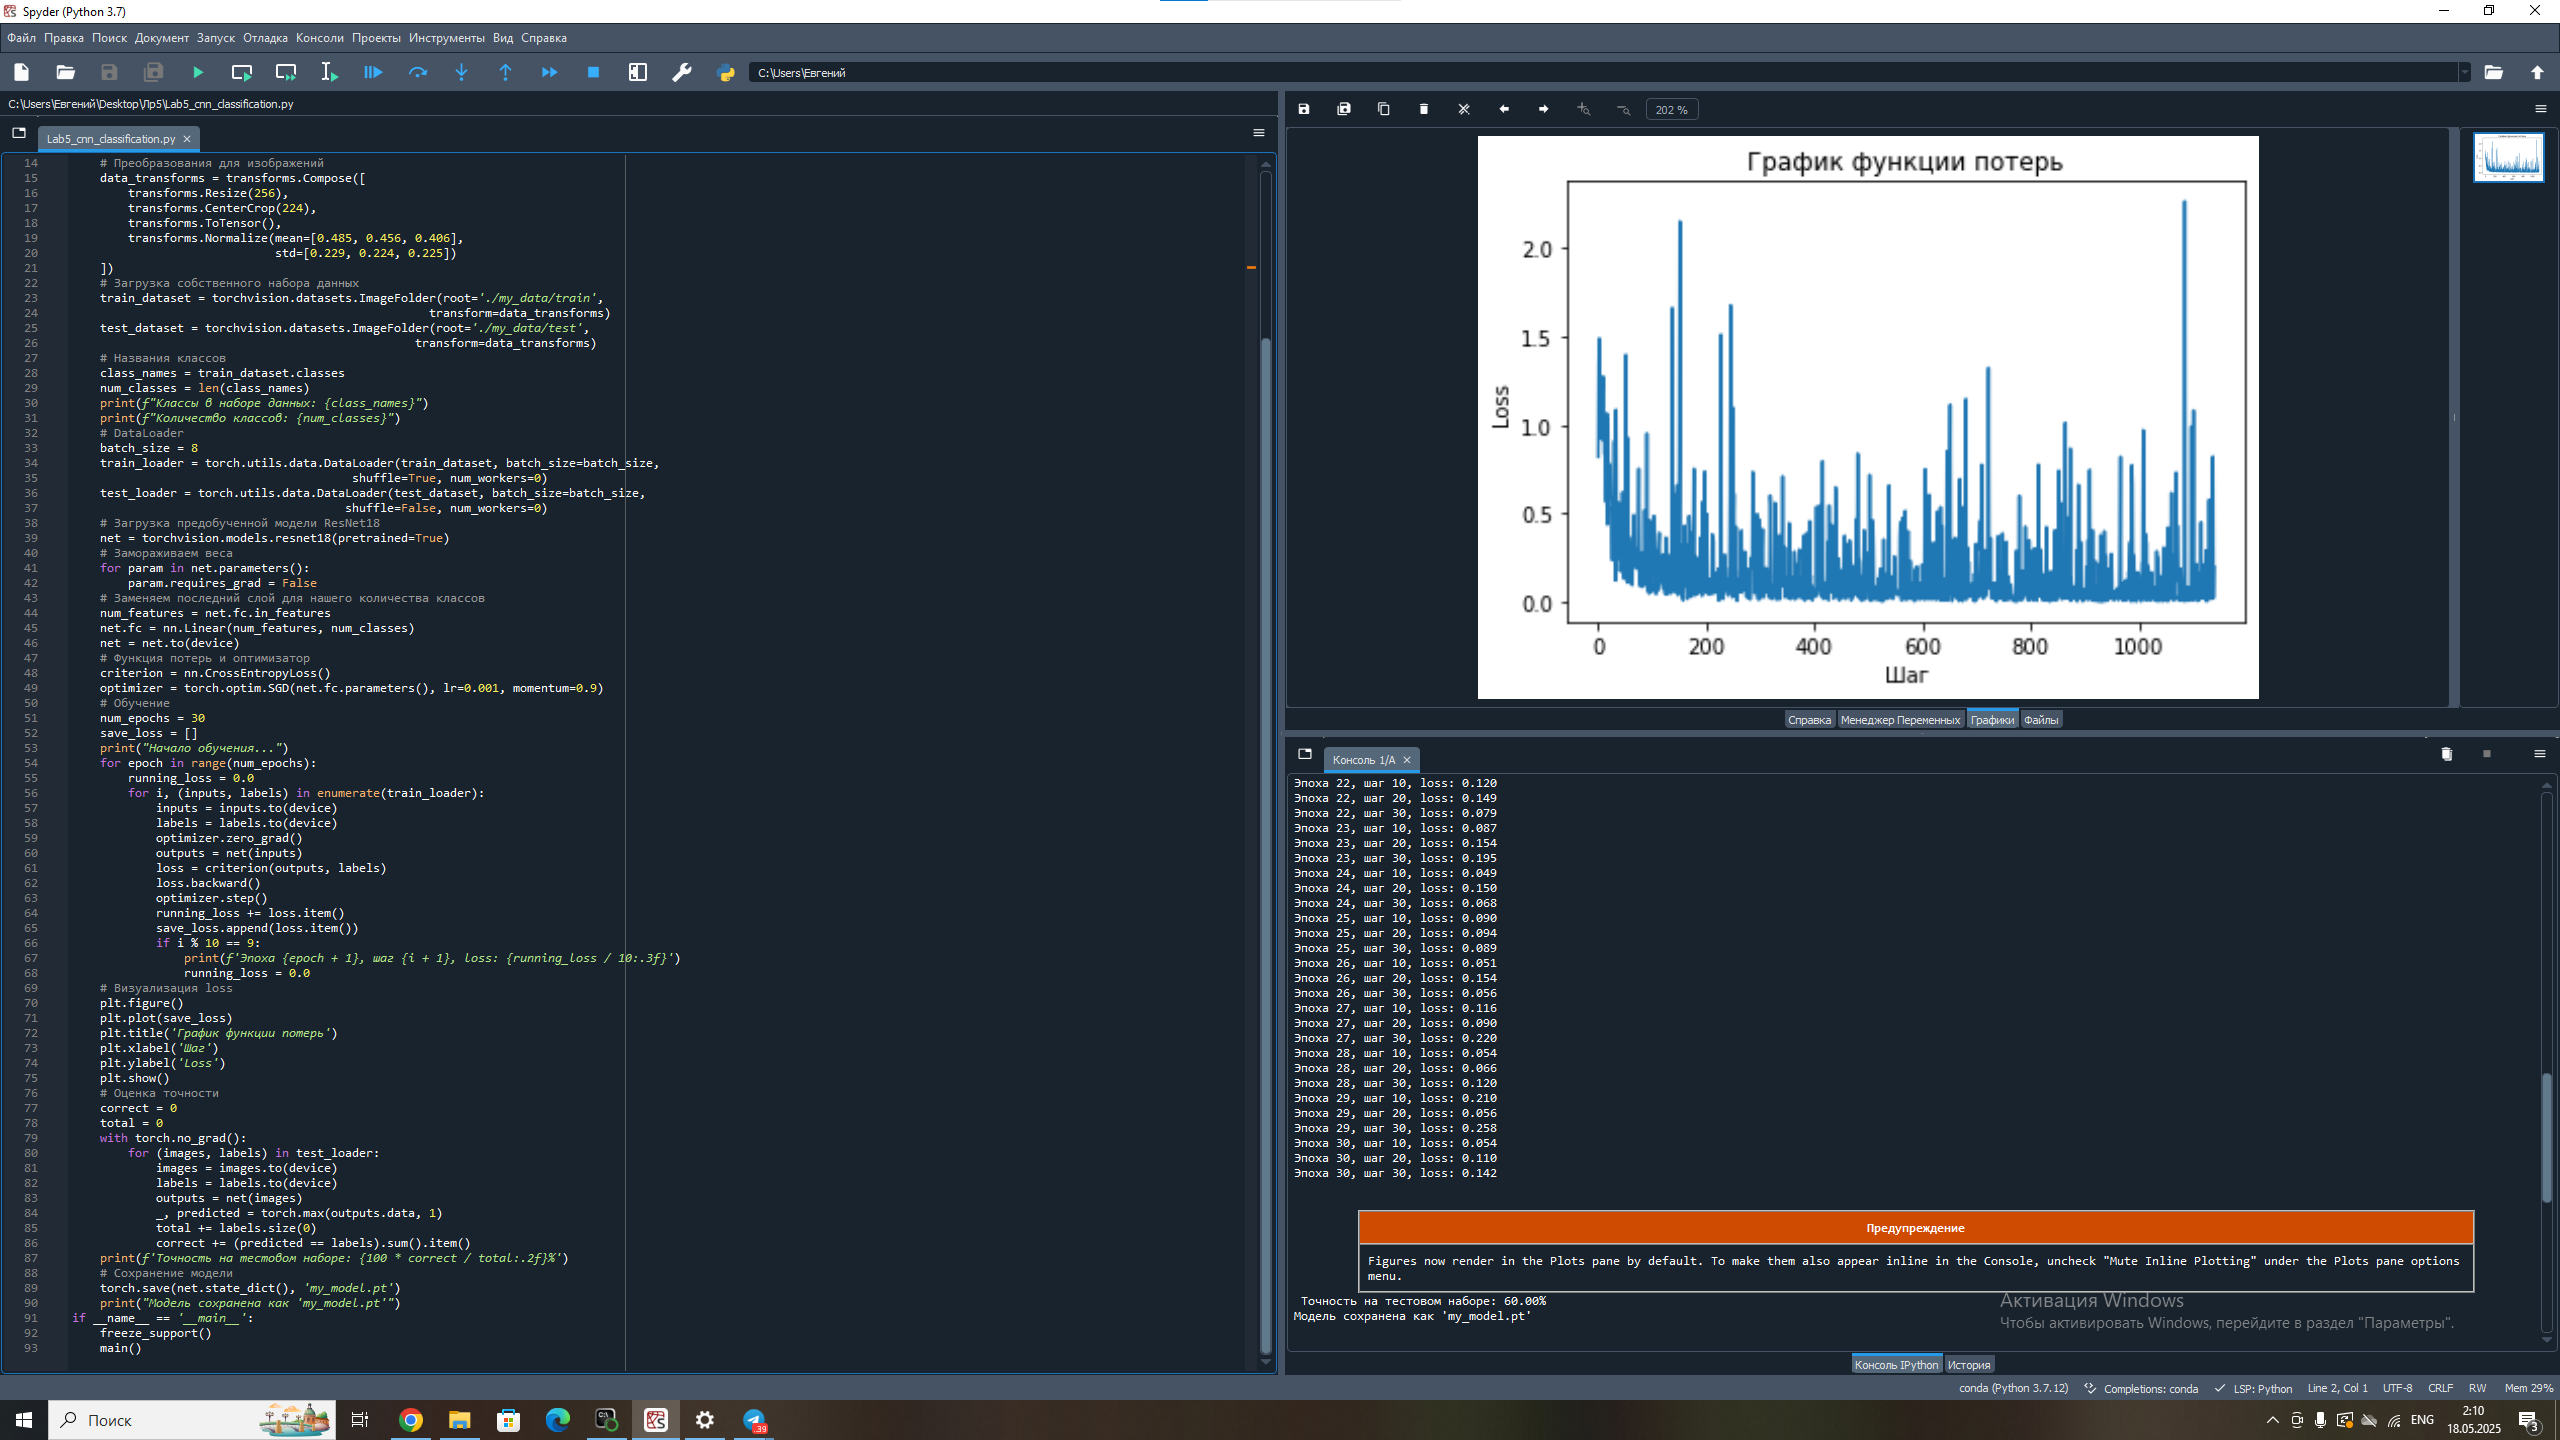 Spyder (Python 3.7)
Файл Правка Поиск Документ Запуск Отладка Консоли Проекты Инструменты Вид Справка
C:\Users\Евгений
C:\Users\Евгений\Desktop\Лр5\Lab5_cnn_classification.py
Lab5_cnn_classification.py
14 # Преобразования для изображений
15 data_transforms = transforms.Compose([
16 transforms.Resize(256),
17 transforms.CenterCrop(224),
18 transforms.ToTensor(),
19 transforms.Normalize(mean=[0.485, 0.456, 0.406],
20 std=[0.229, 0.224, 0.225])
21 ])
22 # Загрузка собственного набора данных
23 train_dataset = torchvision.datasets.ImageFolder(root='./my_data/train',
24 transform=data_transforms)
25 test_dataset = torchvision.datasets.ImageFolder(root='./my_data/test',
26 transform=data_transforms)
27 # Названия классов
28 class_names = train_dataset.classes
29 num_classes = len(class_names)
30 print(f"Классы в наборе данных: {class_names}")
31 print(f"Количество классов: {num_classes}")
32 # DataLoader
33 batch_size = 8
34 train_loader = torch.utils.data.DataLoader(train_dataset, batch_size=batch_size,
35 shuffle=True, num_workers=0)
36 test_loader = torch.utils.data.DataLoader(test_dataset, batch_size=batch_size,
37 shuffle=False, num_workers=0)
38 # Загрузка предобученной модели ResNet18
39 net = torchvision.models.resnet18(pretrained=True)
40 # Замораживаем веса
41 for param in net.parameters():
42 param.requires_grad = False
43 # Заменяем последний слой для нашего количества классов
44 num_features = net.fc.in_features
45 net.fc = nn.Linear(num_features, num_classes)
46 net = net.to(device)
47 # Функция потерь и оптимизатор
48 criterion = nn.CrossEntropyLoss()
49 optimizer = torch.optim.SGD(net.fc.parameters(), lr=0.001, momentum=0.9)
50 # Обучение
51 num_epochs = 30
52 save_loss = []
53 print("Начало обучения...")
54 for epoch in range(num_epochs):
55 running_loss = 0.0
56 for i, (inputs, labels) in enumerate(train_loader):
57 inputs = inputs.to(device)
58 labels = labels.to(device)
59 optimizer.zero_grad()
60 outputs = net(inputs)
61 loss = criterion(outputs, labels)
62 loss.backward()
63 optimizer.step()
64 running_loss += loss.item()
65 save_loss.append(loss.item())
66 if i % 10 == 9:
67 print(f'Эпоха {epoch + 1}, шаг {i + 1}, loss: {running_loss / 10:.3f}')
68 running_loss = 0.0
69 # Визуализация loss
70 plt.figure()
71 plt.plot(save_loss)
72 plt.title('График функции потерь')
73 plt.xlabel('Шаг')
74 plt.ylabel('Loss')
75 plt.show()
76 # Оценка точности
77 correct = 0
78 total = 0
79 with torch.no_grad():
80 for (images, labels) in test_loader:
81 images = images.to(device)
82 labels = labels.to(device)
83 outputs = net(images)
84 _, predicted = torch.max(outputs.data, 1)
85 total += labels.size(0)
86 correct += (predicted == labels).sum().item()
87 print(f'Точность на тестовом наборе: {100 * correct / total:.2f}%')
88 # Сохранение модели
89 torch.save(net.state_dict(), 'my_model.pt')
90 print("Модель сохранена как 'my_model.pt'")
91 if __name__ == '__main__':
92 freeze_support()
93 main()
202 %
График функции потерь
2.0
1.5
1.0
0.5
0.0
Loss
0 200 400 600 800 1000
Шаг
Справка Менеджер Переменных Графики Файлы
Консоль 1/A
Эпоха 22, шаг 10, loss: 0.120
Эпоха 22, шаг 20, loss: 0.149
Эпоха 22, шаг 30, loss: 0.079
Эпоха 23, шаг 10, loss: 0.087
Эпоха 23, шаг 20, loss: 0.154
Эпоха 23, шаг 30, loss: 0.195
Эпоха 24, шаг 10, loss: 0.049
Эпоха 24, шаг 20, loss: 0.150
Эпоха 24, шаг 30, loss: 0.068
Эпоха 25, шаг 10, loss: 0.090
Эпоха 25, шаг 20, loss: 0.094
Эпоха 25, шаг 30, loss: 0.089
Эпоха 26, шаг 10, loss: 0.051
Эпоха 26, шаг 20, loss: 0.154
Эпоха 26, шаг 30, loss: 0.056
Эпоха 27, шаг 10, loss: 0.116
Эпоха 27, шаг 20, loss: 0.090
Эпоха 27, шаг 30, loss: 0.220
Эпоха 28, шаг 10, loss: 0.054
Эпоха 28, шаг 20, loss: 0.066
Эпоха 28, шаг 30, loss: 0.120
Эпоха 29, шаг 10, loss: 0.210
Эпоха 29, шаг 20, loss: 0.056
Эпоха 29, шаг 30, loss: 0.258
Эпоха 30, шаг 10, loss: 0.054
Эпоха 30, шаг 20, loss: 0.110
Эпоха 30, шаг 30, loss: 0.142
Предупреждение
Figures now render in the Plots pane by default. To make them also appear inline in the Console, uncheck "Mute Inline Plotting" under the Plots pane options
menu.
Точность на тестовом наборе: 60.00%
Модель сохранена как 'my_model.pt'
Активация Windows
Чтобы активировать Windows, перейдите в раздел "Параметры".
Консоль IPython История
conda (Python 3.7.12) Completions: conda LSP: Python Line 2, Col 1 UTF-8 CRLF RW Mem 29%
Поиск
39
ENG
2:10
18.05.2025
3